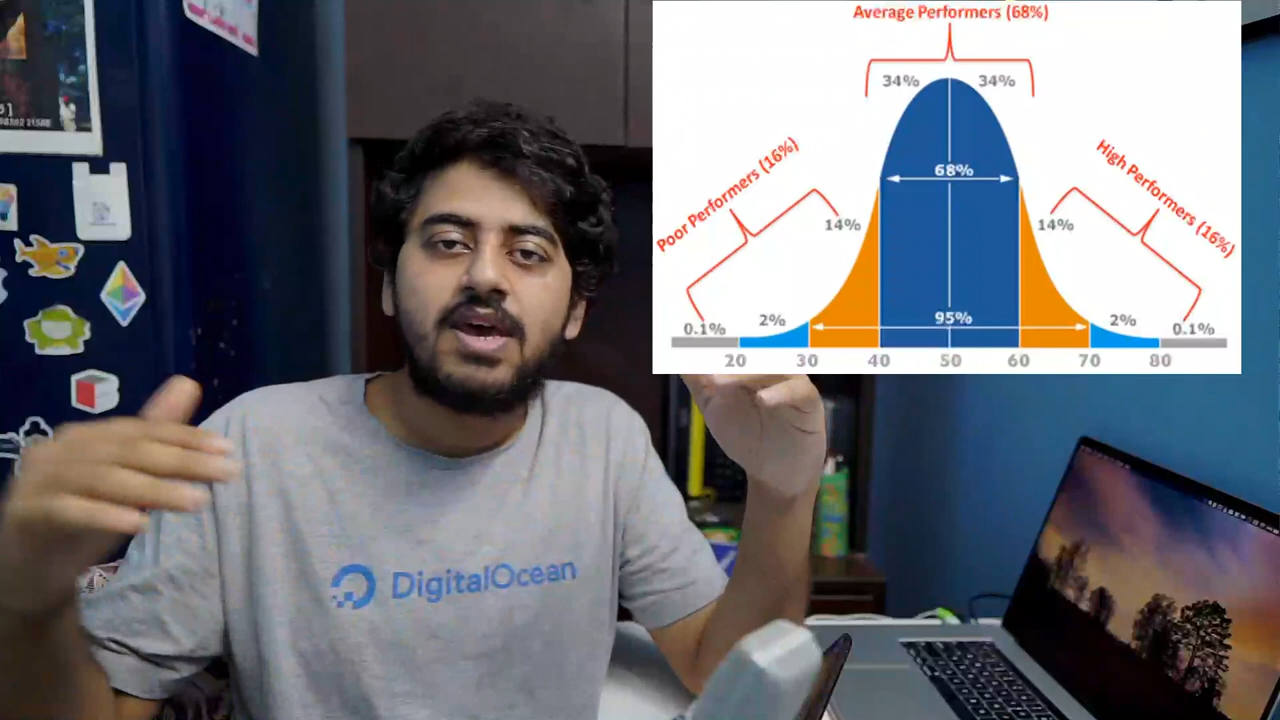 Average Performers (68%)
34% 34%
Poor Performers (16%)
High Performers (16%)
68%
14% 14%
95%
0.1% 2% 2% 0.1%
20 30 40 50 60 70 80
DigitalOcean